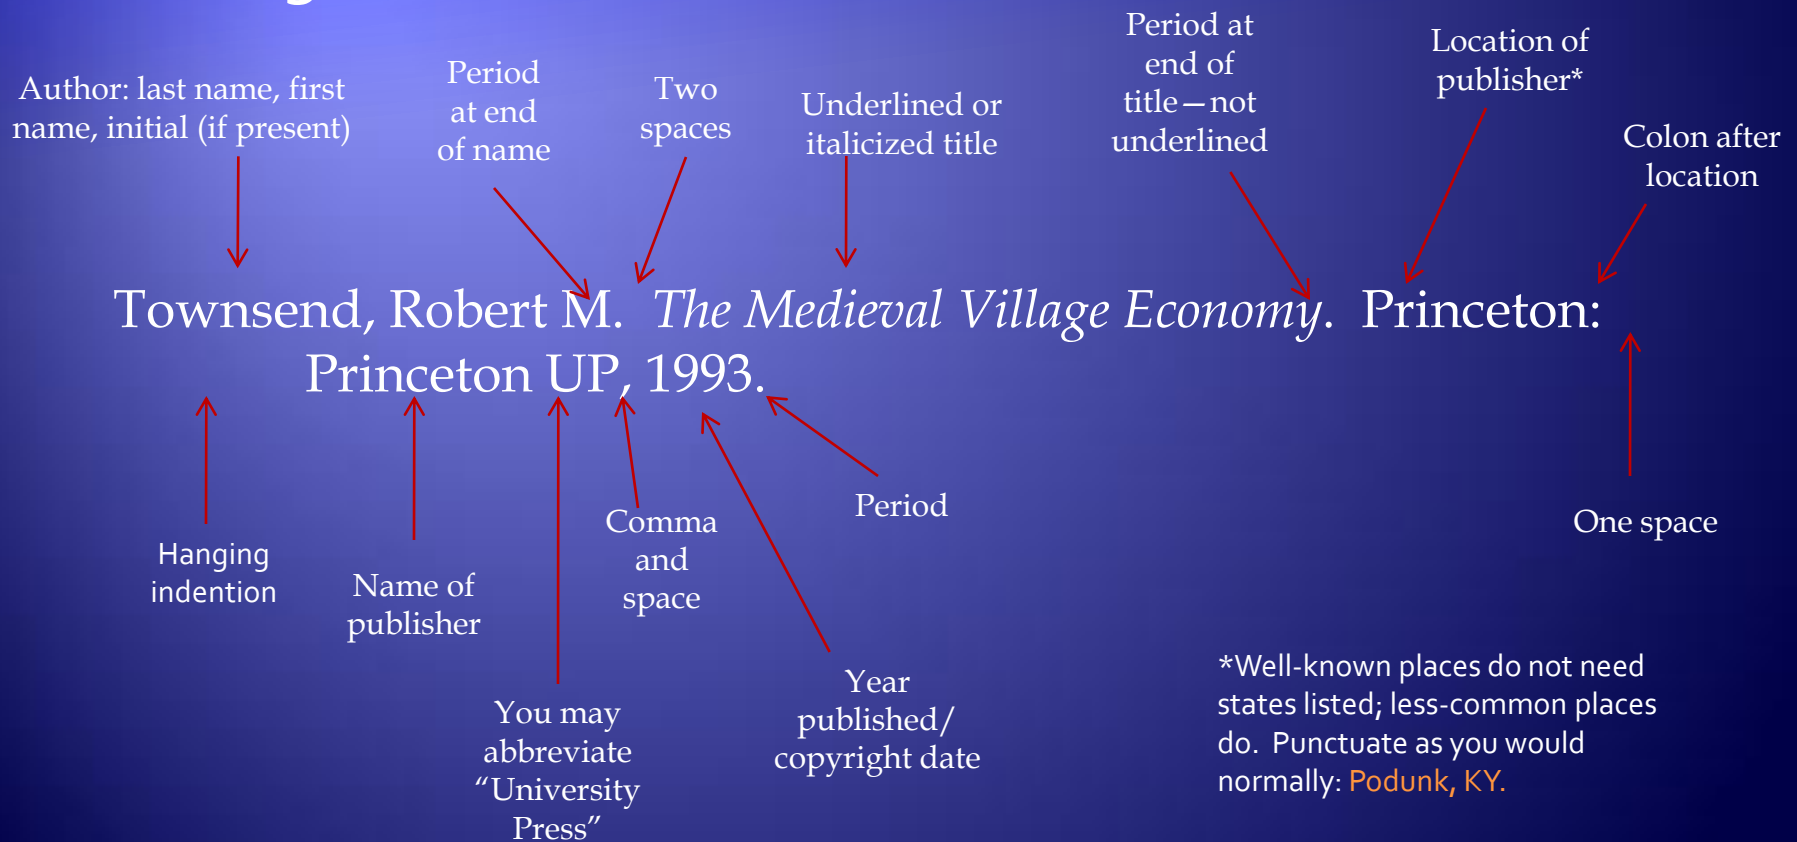 Author: last name, first
name, initial (if present)
Period
at end
of name
Two
spaces
Underlined or
italicized title
Period at
end of
title—not
underlined
Location of
publisher*
Colon after
location
Townsend, Robert M.  The Medieval Village Economy.  Princeton:
Princeton UP, 1993.
Hanging
indention
Name of
publisher
You may
abbreviate
“University
Press”
Comma
and
space
Year
published/
copyright date
Period
One space
*Well-known places do not need
states listed; less-common places
do.  Punctuate as you would
normally: Podunk, KY.